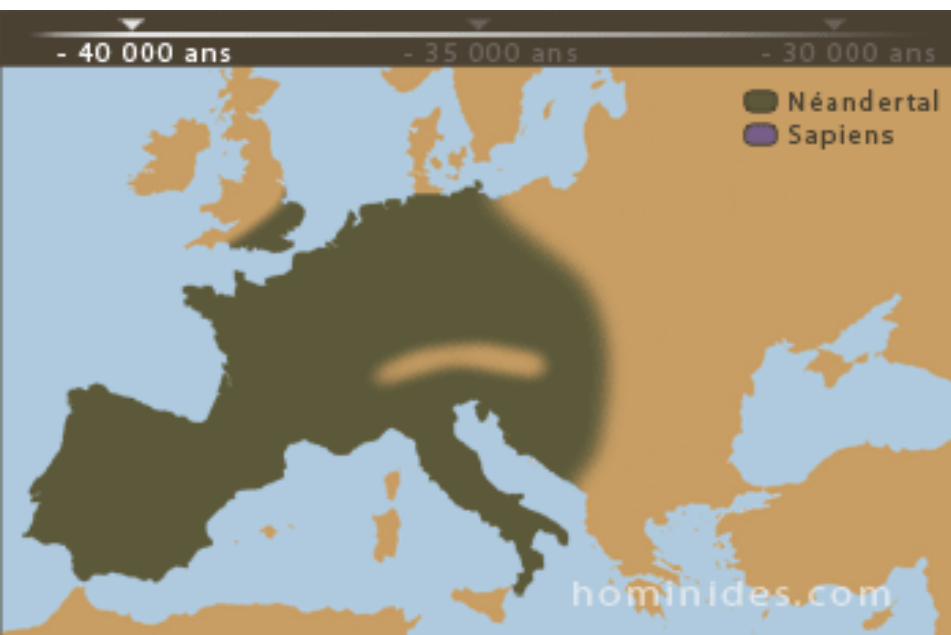 - 40 000 ans - 35 000 ans - 30 000 ans
Néandertal
Sapiens
hominides.com